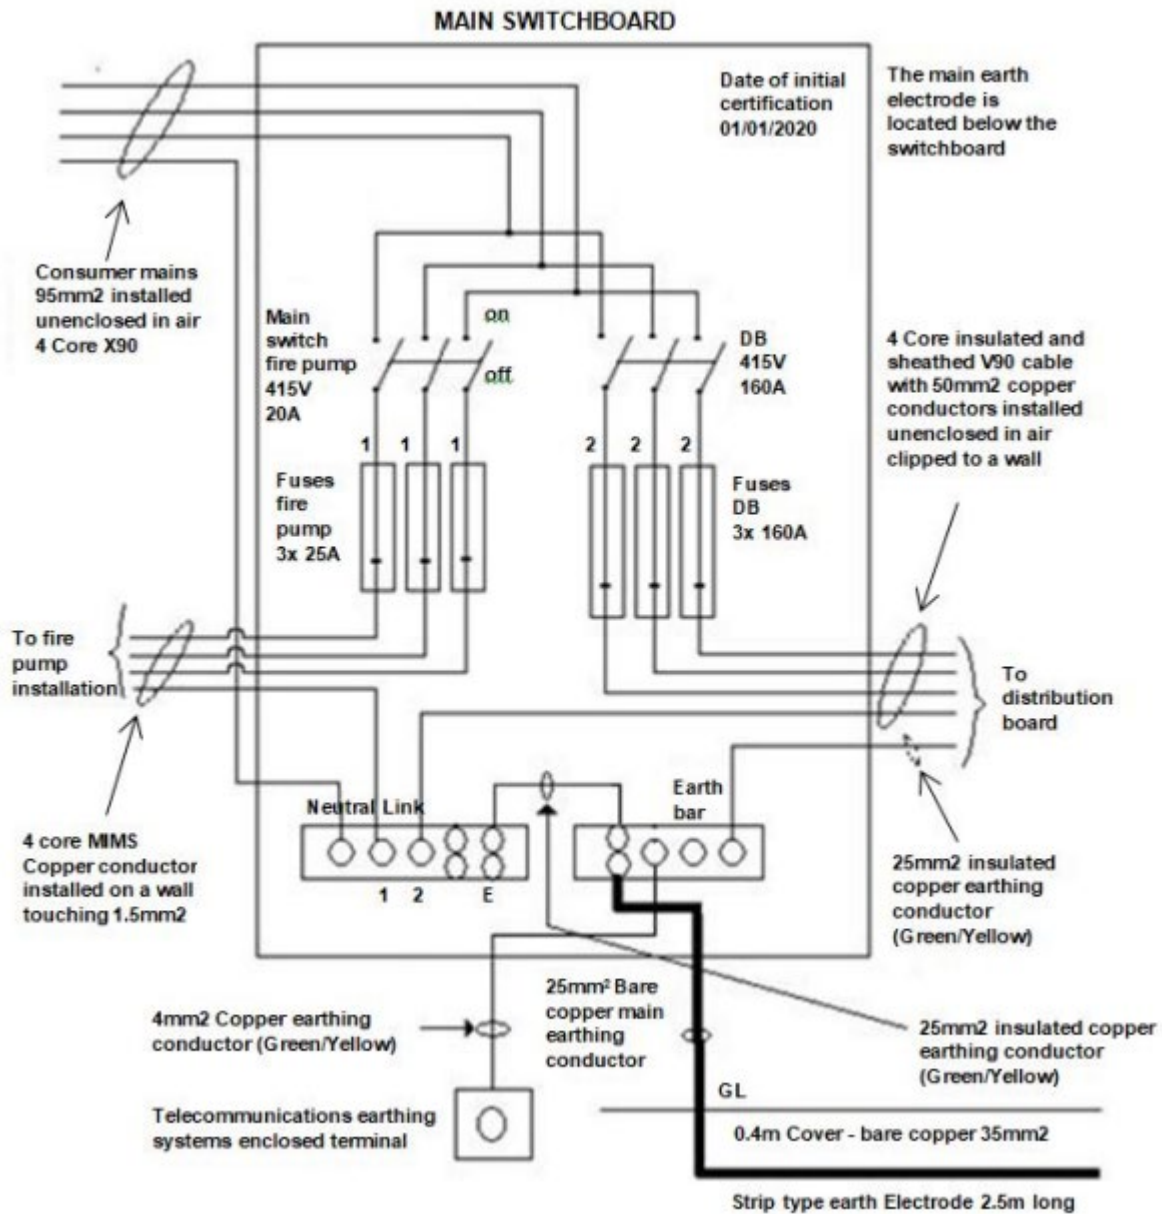 MAIN SWITCHBOARD
Date of initial
certification
01/01/2020
The main earth
electrode is
located below the
switchboard
Consumer mains
95mm2 installed
unenclosed in air
4 Core X90
Main
switch
fire pump
415V
20A
on
off
DB
415V
160A
4 Core insulated and
sheathed V90 cable
with 50mm2 copper
conductors installed
unenclosed in air
clipped to a wall
1 1 1
2 2 2
Fuses
fire
pump
3x 25A
Fuses
DB
3x 160A
To fire
pump
installation
To
distribution
board
Neutral Link
Earth
bar
1 2 E
4 core MIMS
Copper conductor
installed on a wall
touching 1.5mm2
25mm2 insulated
copper earthing
conductor
(Green/Yellow)
4mm2 Copper earthing
conductor (Green/Yellow)
25mm² Bare
copper main
earthing
conductor
25mm2 insulated copper
earthing conductor
(Green/Yellow)
Telecommunications earthing
systems enclosed terminal
GL
0.4m Cover - bare copper 35mm2
Strip type earth Electrode 2.5m long